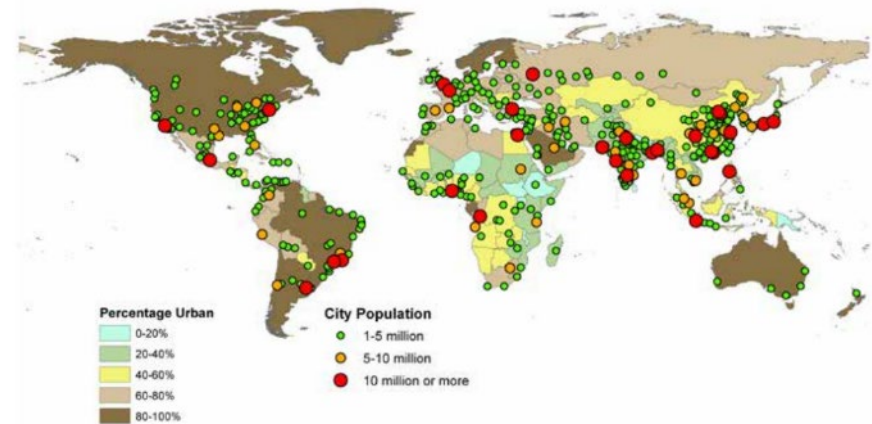 Percentage Urban
0-20%
20-40%
40-60%
60-80%
80-100%
City Population
1-5 million
5-10 million
10 million or more